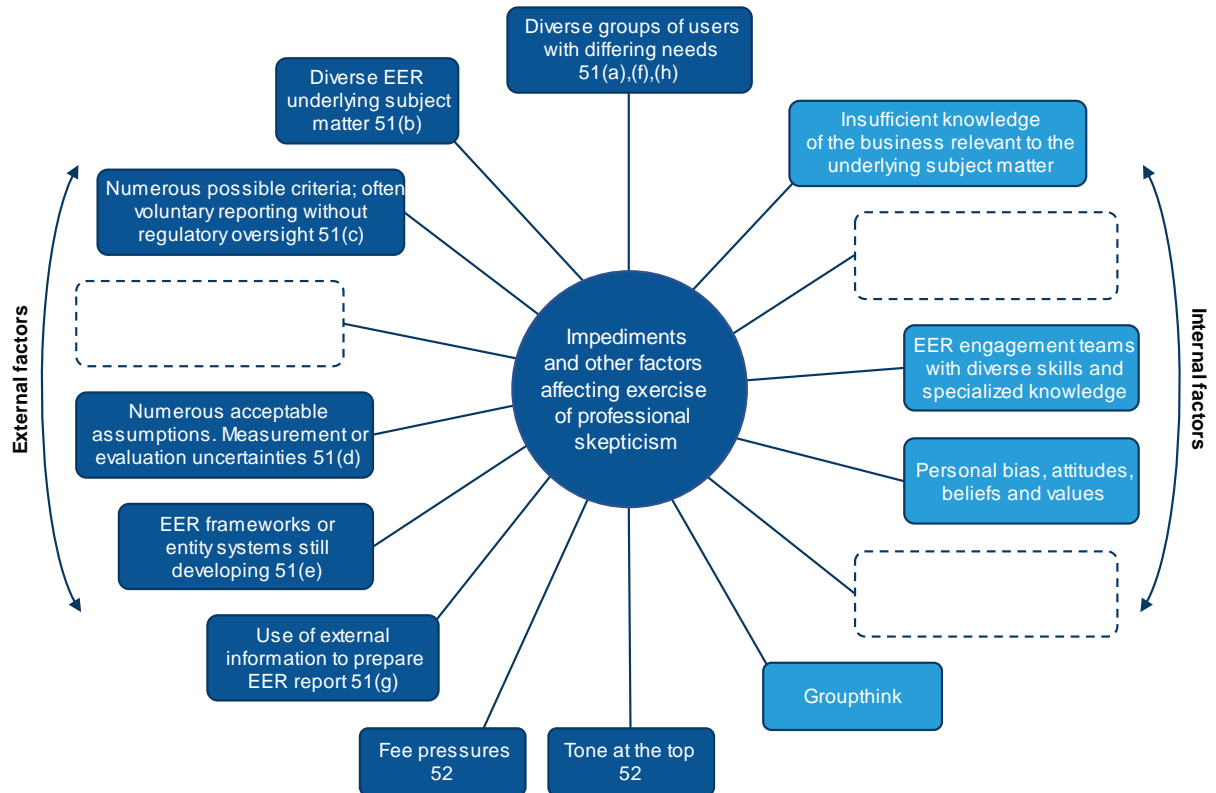 Diverse groups of users
with differing needs
51(a),(f),(h)
Diverse EER
underlying subject
matter 51(b)
Insufficient knowledge
of the business relevant to the
underlying subject matter
Numerous possible criteria; often
voluntary reporting without
regulatory oversight 51(c)
External factors
Impediments
and other factors
affecting exercise
of professional
skepticism
EER engagement teams
with diverse skills and
specialized knowledge
Internal factors
Numerous acceptable
assumptions. Measurement or
evaluation uncertainties 51(d)
Personal bias, attitudes,
beliefs and values
EER frameworks or
entity systems still
developing 51(e)
Use of external
information to prepare
EER report 51(g)
Groupthink
Fee pressures
52
Tone at the top
52